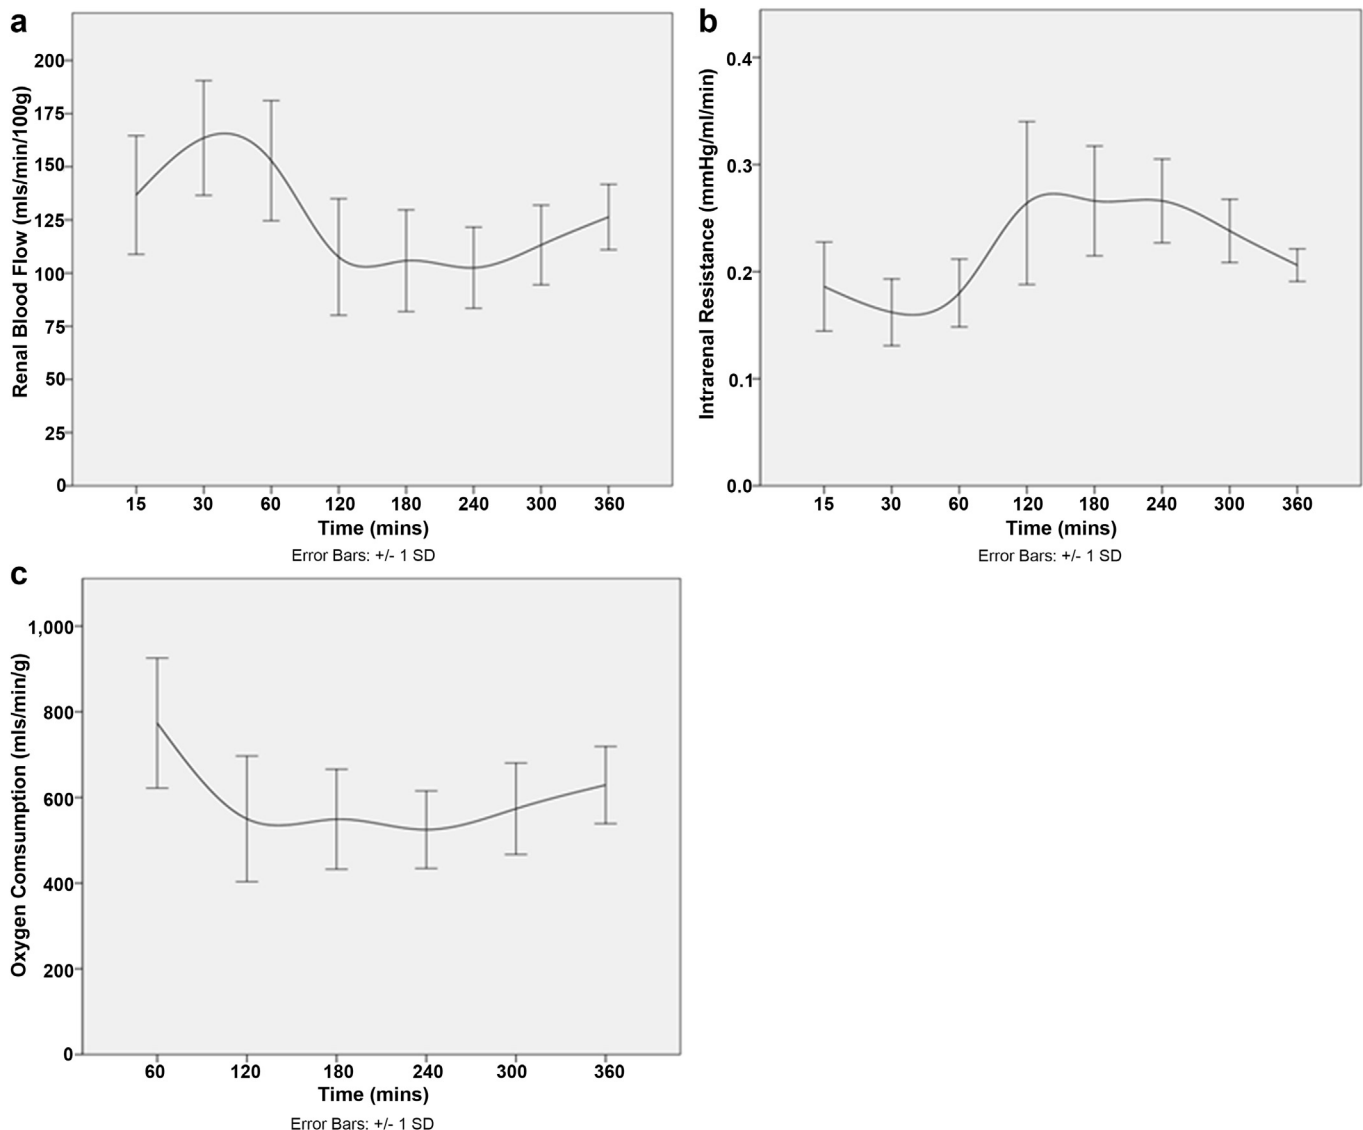 a
Renal Blood Flow (mls/min/100g)
200
175
150
125
100
75
50
25
0
15 30 60 120 180 240 300 360
Time (mins)
Error Bars: +/- 1 SD
b
Intrarenal Resistance (mmHg/ml/min)
0.4
0.3
0.2
0.1
0.0
15 30 60 120 180 240 300 360
Time (mins)
Error Bars: +/- 1 SD
c
Oxygen Comsumption (mls/min/g)
1,000
800
600
400
200
0
60 120 180 240 300 360
Time (mins)
Error Bars: +/- 1 SD